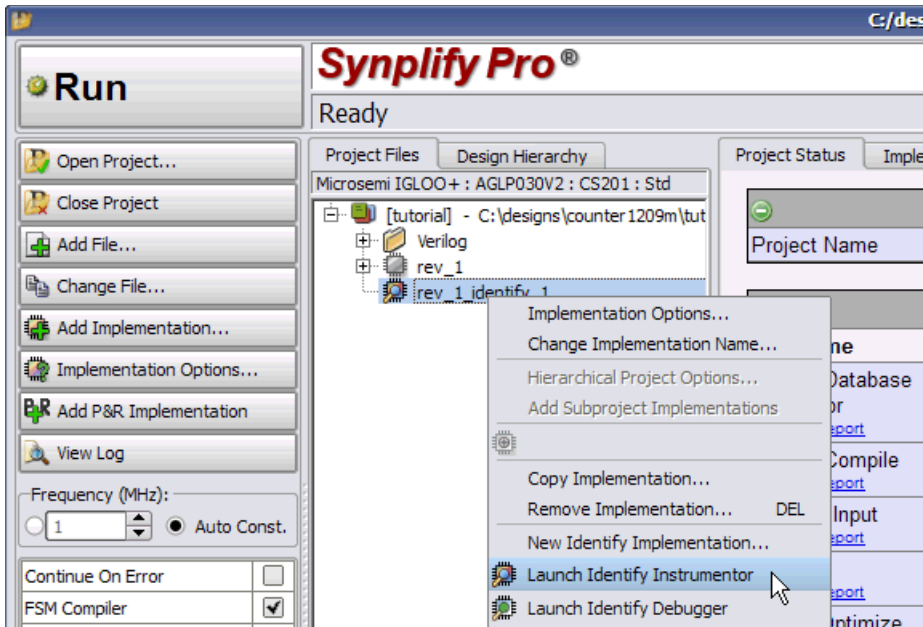 C:/des
Run
Synplify Pro®
Ready
Open Project...
Close Project
Add File...
Change File...
Add Implementation...
Implementation Options...
P&R Add P&R Implementation
View Log
Frequency (MHz):
1 Auto Const.
Continue On Error
FSM Compiler
Project Files Design Hierarchy
Microsemi IGLOO+ : AGLP030V2 : CS201 : Std
[tutorial] - C:\designs\counter1209m\tut
Verilog
rev_1
rev_1_identify_1
Implementation Options...
Change Implementation Name...
Hierarchical Project Options...
Add Subproject Implementations
Copy Implementation...
Remove Implementation... DEL
New Identify Implementation...
Launch Identify Instrumentor
Launch Identify Debugger
Project Status Imple
Project Name
me
Database
or
eport
Compile
eport
Input
eport
eport
ptimize